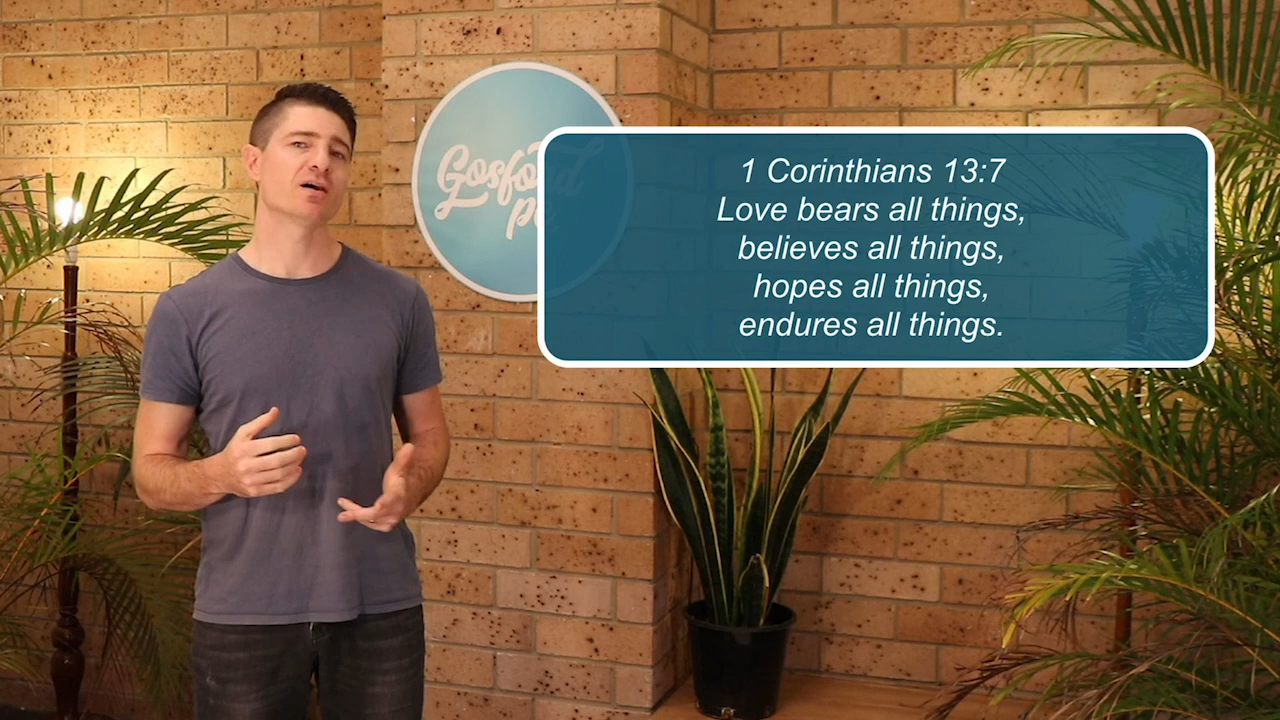 1 Corinthians 13:7
Love bears all things,
believes all things,
hopes all things,
endures all things.